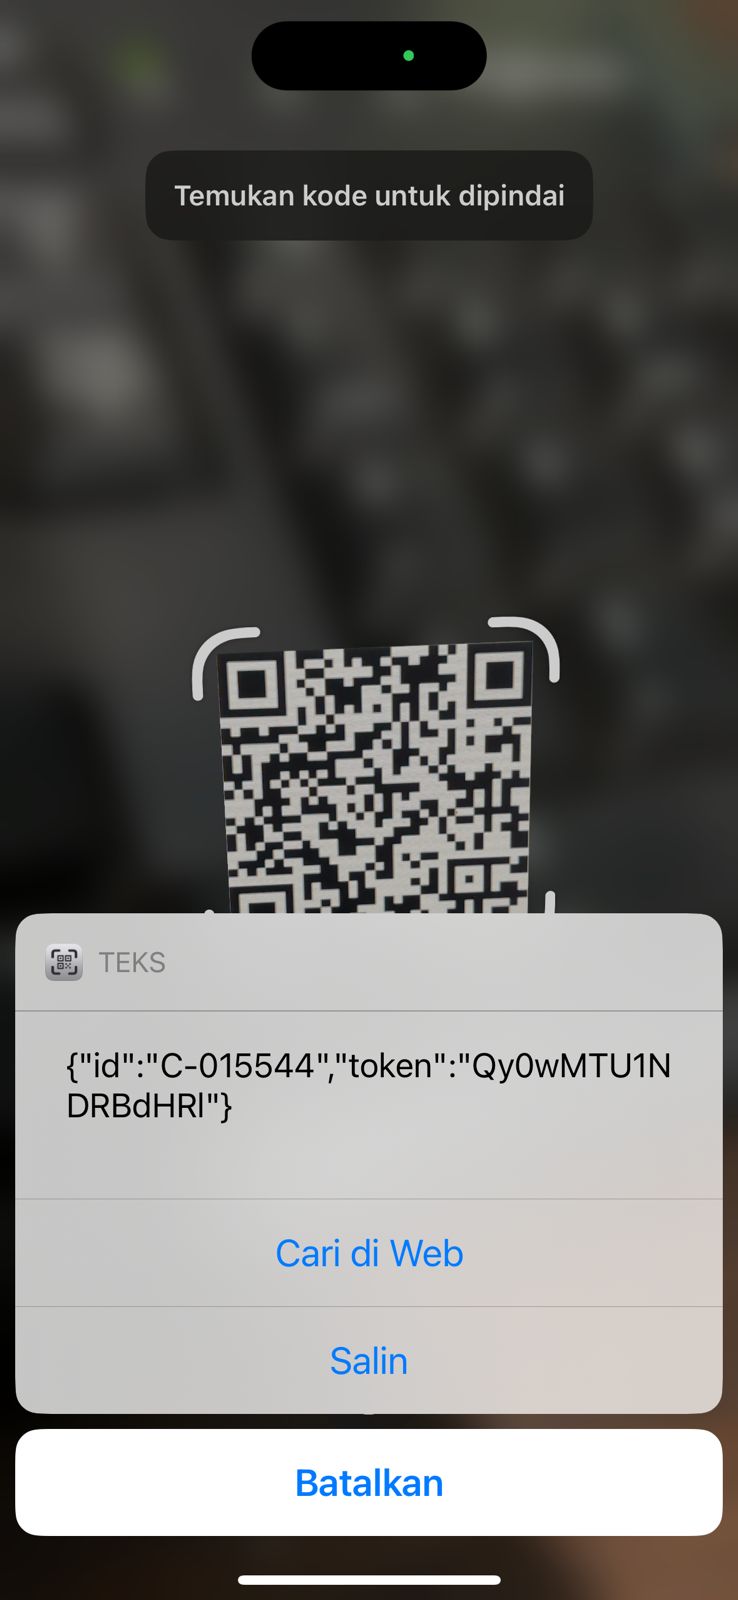 Temukan kode untuk dipindai
TEKS
{"id":"C-015544","token":"Qy0wMTU1N
DRBdHRl"}
Cari di Web
Salin
Batalkan